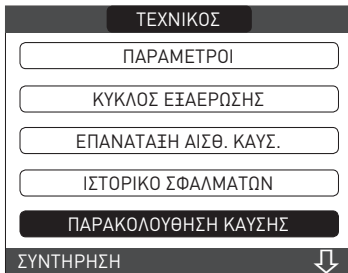 ΤΕΧΝΙΚΟΣ
ΠΑΡΑΜΕΤΡΟΙ
ΚΥΚΛΟΣ ΕΞΑΕΡΩΣΗΣ
ΕΠΑΝΑΤΑΞΗ ΑΙΣΘ. ΚΑΥΣ.
ΙΣΤΟΡΙΚΟ ΣΦΑΛΜΑΤΩΝ
ΠΑΡΑΚΟΛΟΥΘΗΣΗ ΚΑΥΣΗΣ
ΣΥΝΤΗΡΗΣΗ